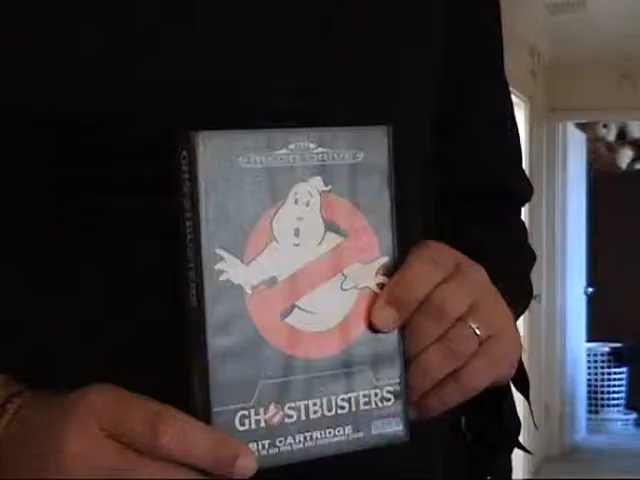 MEGA DRIVE
GHOSTBUSTERS
GHOSTBUSTERS
BIT CARTRIDGE
SEGA